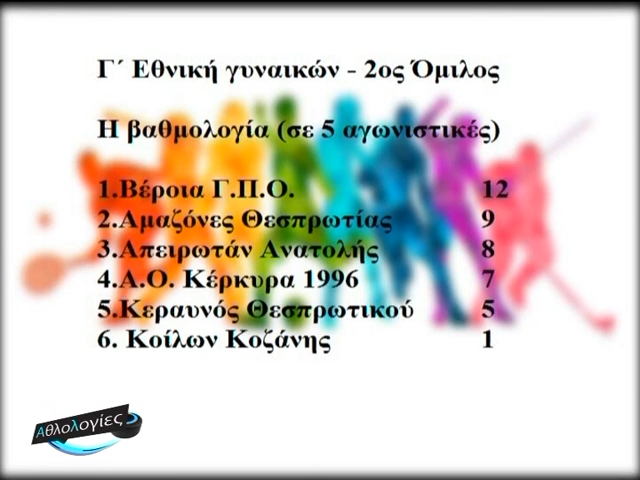 Γ΄ Εθνική γυναικών - 2ος Όμιλος
Η βαθμολογία (σε 5 αγωνιστικές)
1.Βέροια Γ.Π.Ο. 12
2.Αμαζόνες Θεσπρωτίας 9
3.Απειρωτάν Ανατολής 8
4.Α.Ο. Κέρκυρα 1996 7
5.Κεραυνός Θεσπρωτικού 5
6. Κοίλων Κοζάνης 1
Αθλολογίες